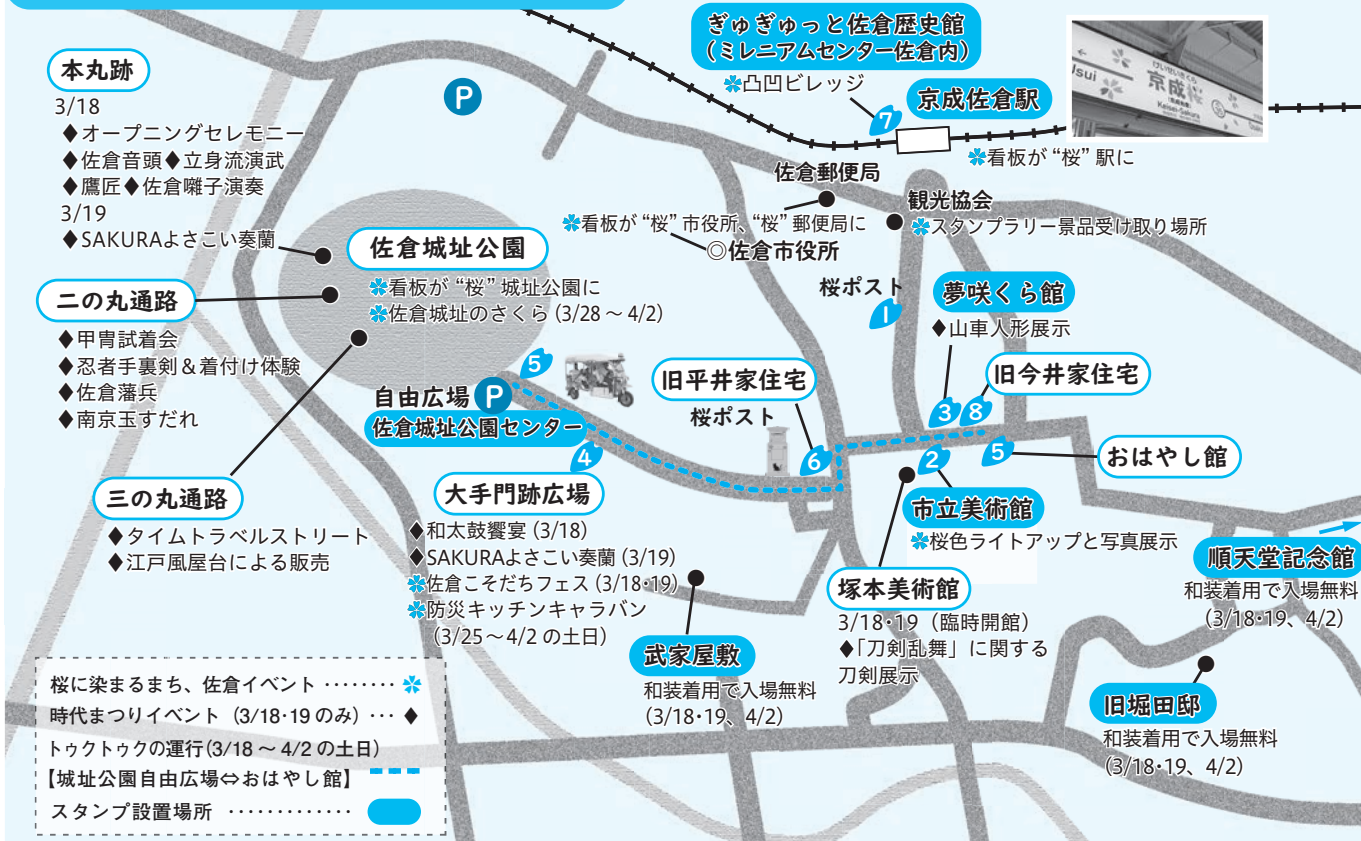 ぎゅぎゅっと佐倉歴史館
(ミレニアムセンター佐倉内)
✽凸凹ビレッジ
7
京成佐倉駅
✽看板が“桜”駅に
Usui
けいせいさくら
京成桜
Keisei-Sakura
本丸跡
3/18
◆オープニングセレモニー
◆佐倉音頭◆立身流演武
◆鷹匠◆佐倉囃子演奏
3/19
◆SAKURAよさこい奏蘭
P
佐倉郵便局
✽看板が“桜”市役所、“桜”郵便局に
◎佐倉市役所
観光協会
✽スタンプラリー景品受け取り場所
佐倉城址公園
✽看板が“桜”城址公園に
✽佐倉城址のさくら(3/28~4/2)
二の丸通路
◆甲冑試着会
◆忍者手裏剣&着付け体験
◆佐倉藩兵
◆南京玉すだれ
桜ポスト
1
夢咲くら館
◆山車人形展示
3
8
旧今井家住宅
5
自由広場 P
佐倉城址公園センター
4
旧平井家住宅
桜ポスト
6
2
5
おはやし館
三の丸通路
◆タイムトラベルストリート
◆江戸風屋台による販売
大手門跡広場
◆和太鼓饗宴(3/18)
◆SAKURAよさこい奏蘭(3/19)
✽佐倉こそだちフェス(3/18・19)
✽防災キッチンキャラバン
(3/25~4/2の土日)
市立美術館
✽桜色ライトアップと写真展示
塚本美術館
3/18・19(臨時開館)
◆「刀剣乱舞」に関する
刀剣展示
順天堂記念館
和装着用で入場無料
(3/18・19、4/2)
武家屋敷
和装着用で入場無料
(3/18・19、4/2)
旧堀田邸
和装着用で入場無料
(3/18・19、4/2)
桜に染まるまち、佐倉イベント ········ ✽
時代まつりイベント(3/18・19のみ)··· ◆
トゥクトゥクの運行(3/18~4/2の土日)
【城址公園自由広場⇔おはやし館】
スタンプ設置場所 ·············